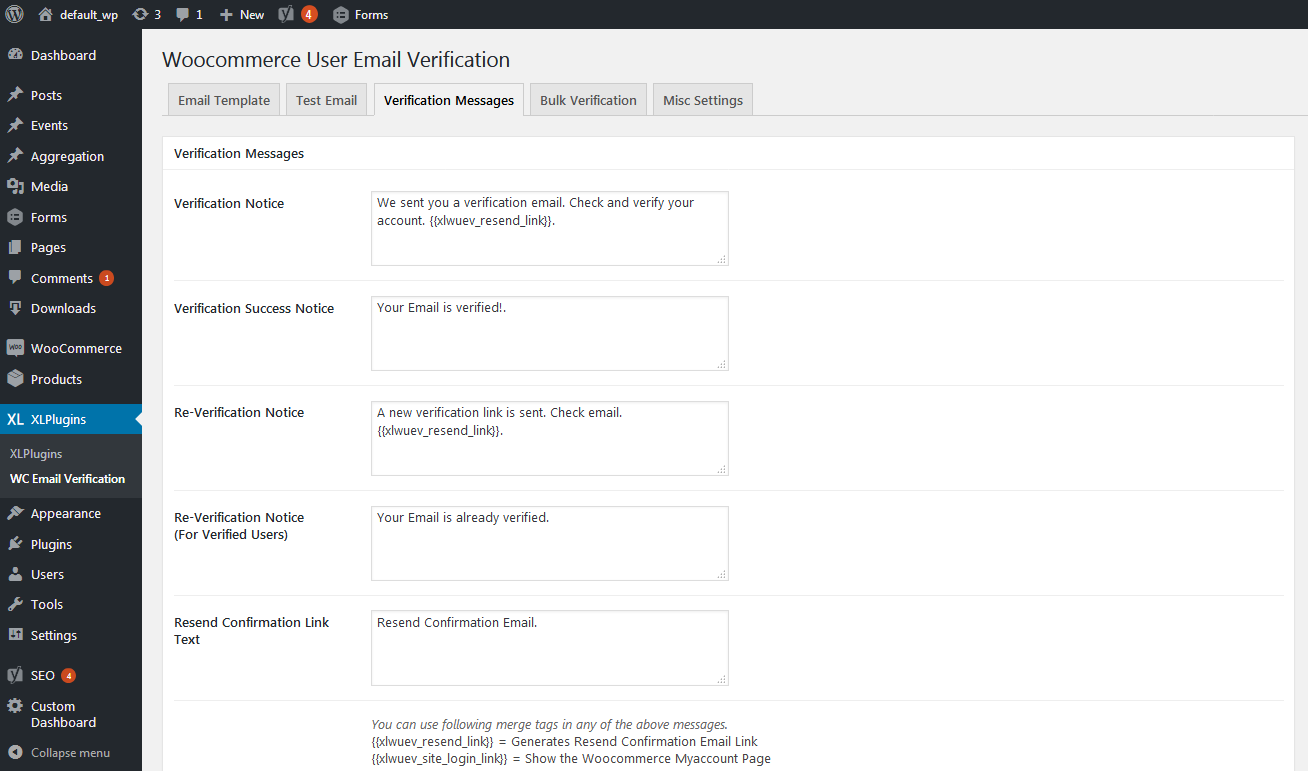 default_wp 3 1 New 4 Forms
Dashboard
Posts
Events
Aggregation
Media
Forms
Pages
Comments 1
Downloads
WOO WooCommerce
Products
XL XLPlugins
XLPlugins
WC Email Verification
Appearance
Plugins
Users
Tools
Settings
SEO 4
Custom
Dashboard
Collapse menu
Woocommerce User Email Verification
Email Template Test Email Verification Messages Bulk Verification Misc Settings
Verification Messages
Verification Notice
We sent you a verification email. Check and verify your
account. {{xlwuev_resend_link}}.
Verification Success Notice
Your Email is verified!.
Re-Verification Notice
A new verification link is sent. Check email.
{{xlwuev_resend_link}}.
Re-Verification Notice
(For Verified Users)
Your Email is already verified.
Resend Confirmation Link
Text
Resend Confirmation Email.
You can use following merge tags in any of the above messages.
{{xlwuev_resend_link}} = Generates Resend Confirmation Email Link
{{xlwuev_site_login_link}} = Show the Woocommerce Myaccount Page